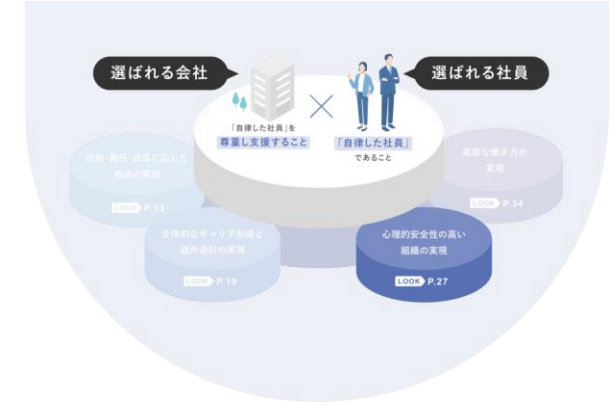 選ばれる会社
選ばれる社員
「自律した社員」を
尊重し支援すること
「自律した社員」
であること
役割・責任・成果に応じた
処遇の実現
LOOK P.13
主体的なキャリア形成と
適所適財の実現
LOOK P.19
心理的安全性の高い
組織の実現
LOOK P.27
柔軟な働き方の
実現
LOOK P.34